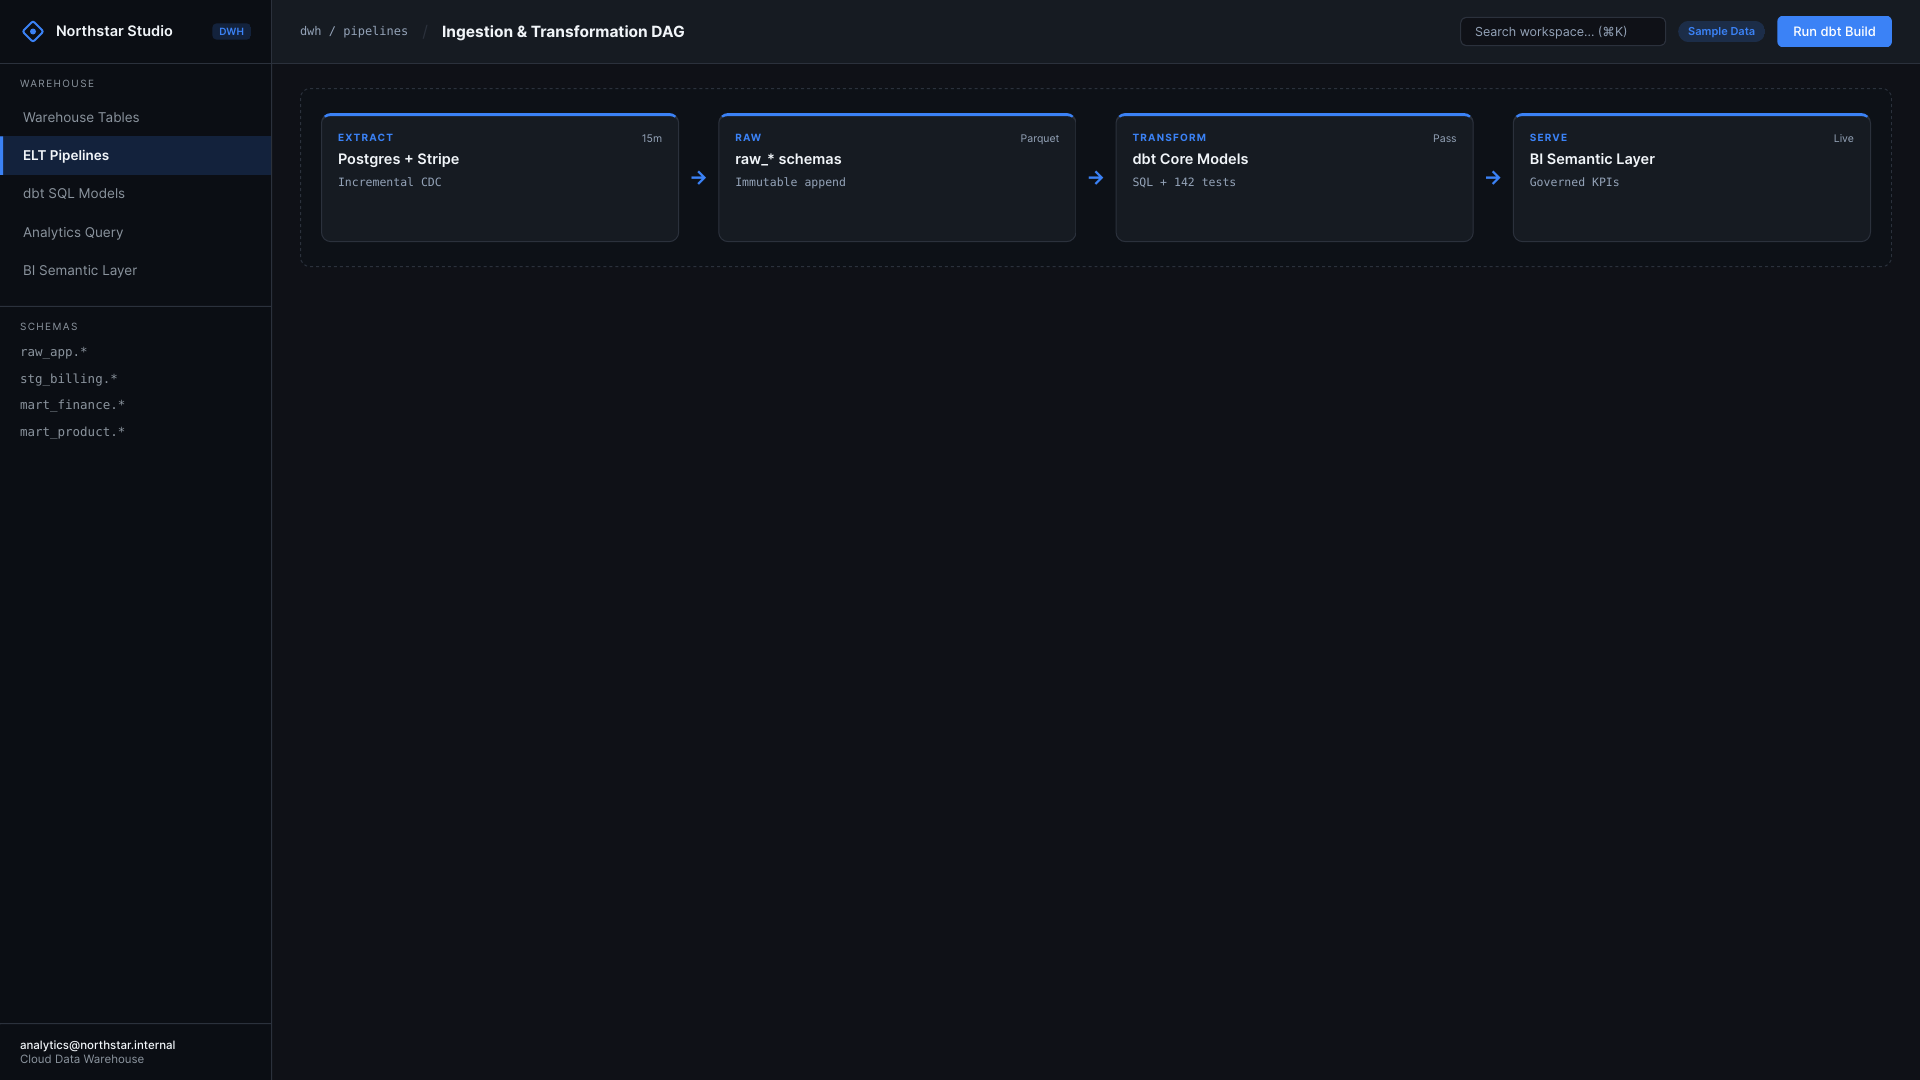 Northstar Studio
DWH
WAREHOUSE
Warehouse Tables
ELT Pipelines
dbt SQL Models
Analytics Query
BI Semantic Layer
SCHEMAS
raw_app.*
stg_billing.*
mart_finance.*
mart_product.*
analytics@northstar.internal
Cloud Data Warehouse
dwh / pipelines / Ingestion & Transformation DAG
Search workspace... (⌘K)
Sample Data
Run dbt Build
EXTRACT 15m
Postgres + Stripe
Incremental CDC
→
RAW Parquet
raw_* schemas
Immutable append
→
TRANSFORM Pass
dbt Core Models
SQL + 142 tests
→
SERVE Live
BI Semantic Layer
Governed KPIs